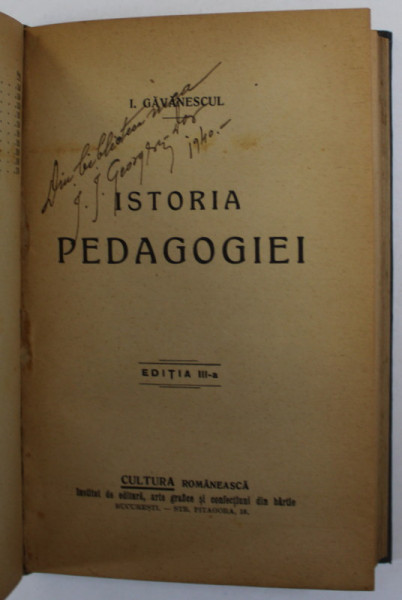 I. GĂVĂNESCUL
Din biblioteca mea
J. J. Georgescu
1940.-
ISTORIA
PEDAGOGIEI
EDIȚIA III-a
CULTURA ROMÂNEASCĂ
Institut de editură, arte grafice și confecțiuni din hârtie
BUCUREȘTI. — STR. PITAGORA, 18.